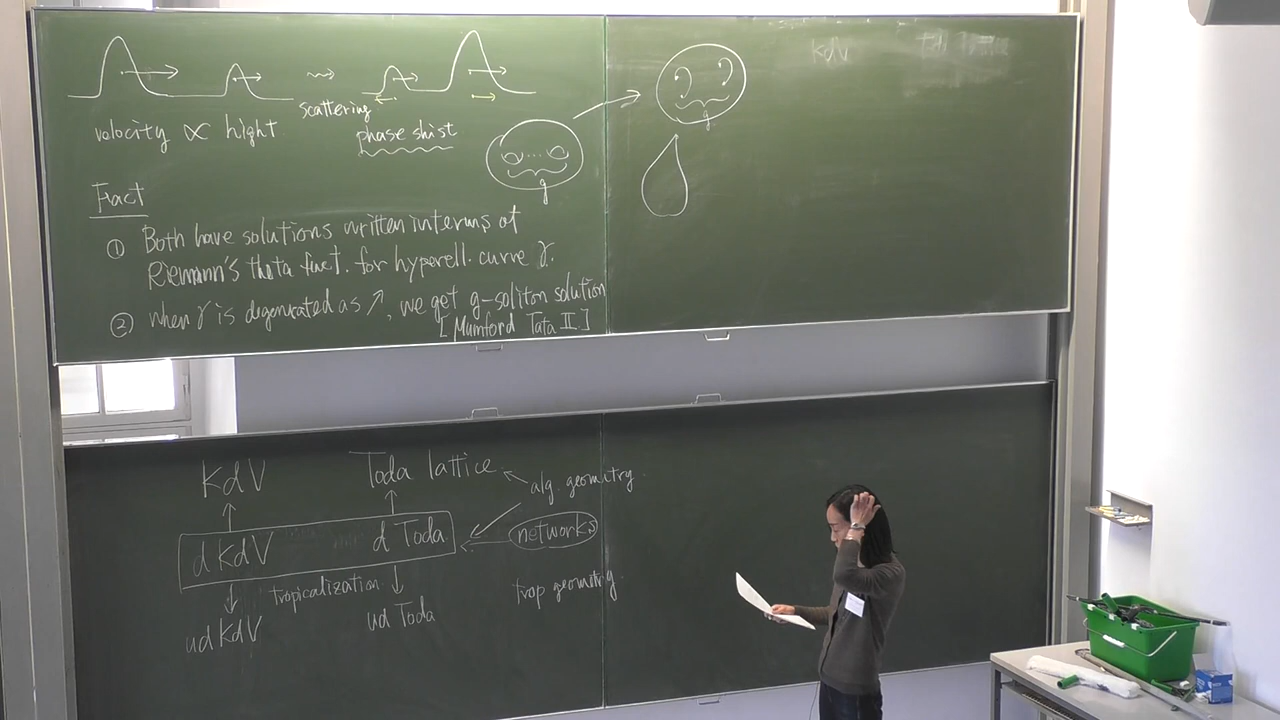 velocity ∝ hight
scattering
phase shist
g
g
KdV
Fact
① Both have solutions written interms of
Riemann's theta funct. for hyperell. curve γ.
② when γ is degenerated as ↗, we get g-soliton solution
[Mumford Tata II]
KdV
Toda lattice
alg. geometry.
dKdV
d Toda
networks
tropicalization
trop geometry.
ud KdV
ud Toda